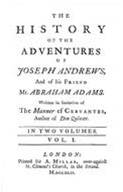 THE
HISTORY
OF THE
ADVENTURES
OF
JOSEPH ANDREWS,
And of his FRIEND
Mr. ABRAHAM ADAMS.
Written in Imitation of
The Manner of CERVANTES,
Author of Don Quixote.
IN TWO VOLUMES.
VOL. I.
LONDON:
Printed for A. MILLAR, over-against
St. Clement's Church, in the Strand.